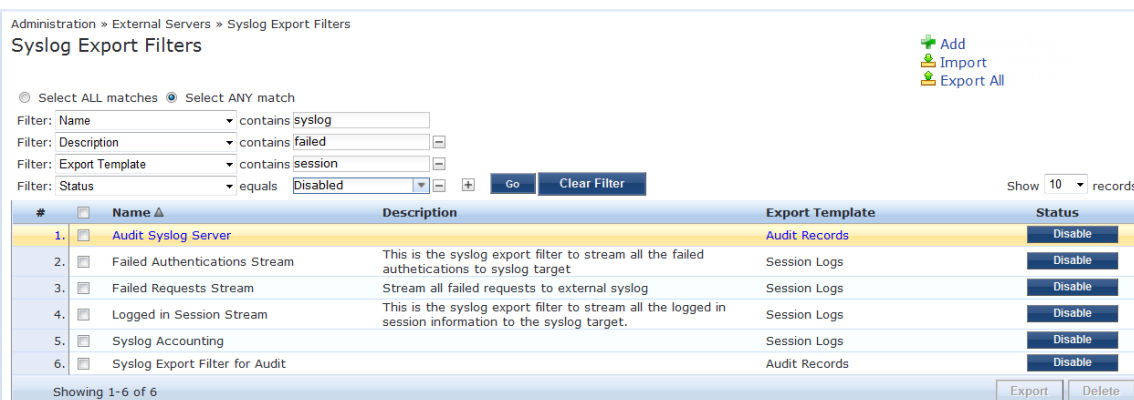 Administration » External Servers » Syslog Export Filters
Syslog Export Filters
Add
Import
Export All
Select ALL matches Select ANY match
Filter: Name contains syslog
Filter: Description contains failed
Filter: Export Template contains session
Filter: Status equals Disabled Go Clear Filter Show 10 records
# Name Description Export Template Status
1. Audit Syslog Server Audit Records Disable
2. Failed Authentications Stream This is the syslog export filter to stream all the failed authetications to syslog target Session Logs Disable
3. Failed Requests Stream Stream all failed requests to external syslog Session Logs Disable
4. Logged in Session Stream This is the syslog export filter to stream all the logged in session information to the syslog target. Session Logs Disable
5. Syslog Accounting Session Logs Disable
6. Syslog Export Filter for Audit Audit Records Disable
Showing 1-6 of 6 Export Delete